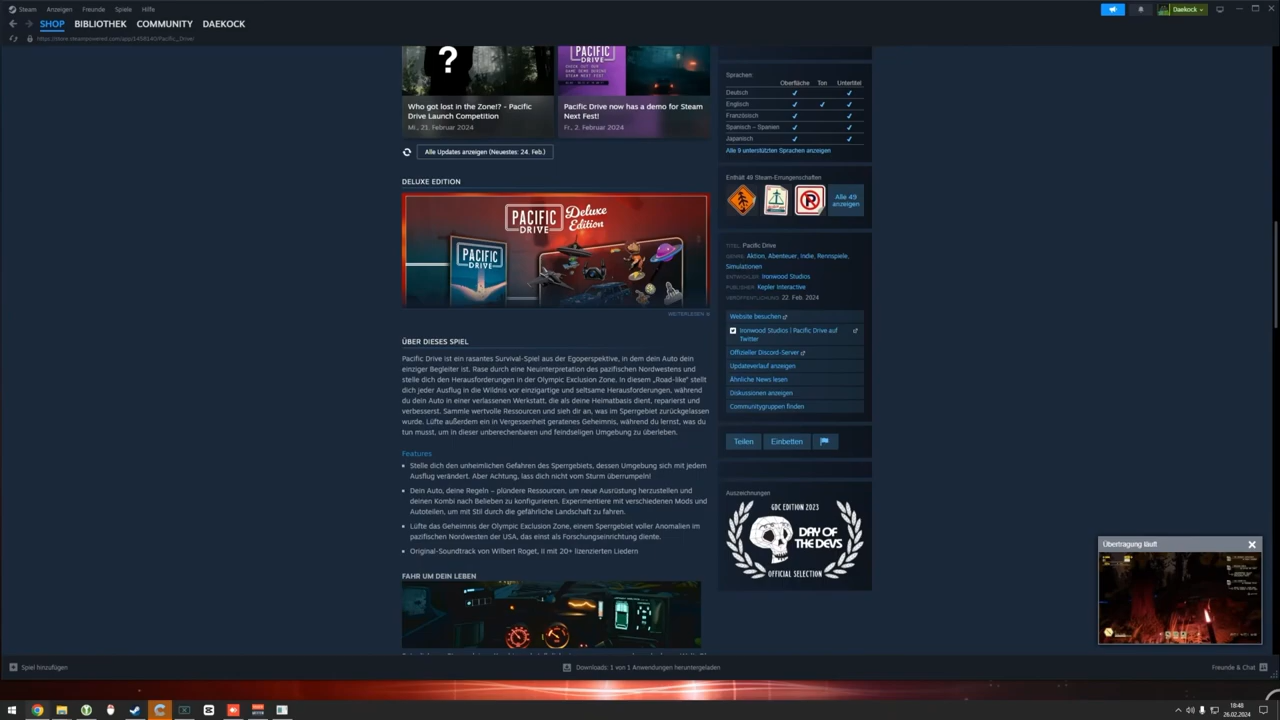 Steam Anzeigen Freunde Spiele Hilfe
Daekock
SHOP BIBLIOTHEK COMMUNITY DAEKOCK
https://store.steampowered.com/app/1458140/Pacific_Drive/
?
PACIFIC DRIVE
Who got lost in the Zone!? - Pacific
Drive Launch Competition
Mi., 21. Februar 2024
Pacific Drive now has a demo for Steam
Next Fest!
Fr., 2. Februar 2024
Alle Updates anzeigen (Neuestes: 24. Feb.)
DELUXE EDITION
PACIFIC DRIVE Deluxe Edition
PACIFIC DRIVE
WEITERLESEN
ÜBER DIESES SPIEL
Pacific Drive ist ein rasantes Survival-Spiel aus der Egoperspektive, in dem dein Auto dein
einziger Begleiter ist. Rase durch eine Neuinterpretation des pazifischen Nordwestens und
stelle dich den Herausforderungen in der Olympic Exclusion Zone. In diesem „Road-like“ stellt
dich jeder Ausflug in die Wildnis vor einzigartige und seltsame Herausforderungen, während
du dein Auto in einer verlassenen Werkstatt, die als deine Heimatbasis dient, reparierst und
verbesserst. Sammle wertvolle Ressourcen und sieh dir an, was im Sperrgebiet zurückgelassen
wurde. Lüfte außerdem ein in Vergessenheit geratenes Geheimnis, während du lernst, was du
tun musst, um in dieser unberechenbaren und feindseligen Umgebung zu überleben.
Features
Stelle dich den unheimlichen Gefahren des Sperrgebiets, dessen Umgebung sich mit jedem
Ausflug verändert. Aber Achtung, lass dich nicht vom Sturm überrumpeln!
Dein Auto, deine Regeln – plündere Ressourcen, um neue Ausrüstung herzustellen und
deinen Kombi nach Belieben zu konfigurieren. Experimentiere mit verschiedenen Mods und
Autoteilen, um mit Stil durch die gefährliche Landschaft zu fahren.
Lüfte das Geheimnis der Olympic Exclusion Zone, einem Sperrgebiet voller Anomalien im
pazifischen Nordwesten der USA, das einst als Forschungseinrichtung diente.
Original-Soundtrack von Wilbert Roget, II mit 20+ lizenzierten Liedern
FAHR UM DEIN LEBEN
Sprachen:
Oberfläche Ton Untertitel
Deutsch ✔ ✔
Englisch ✔ ✔ ✔
Französisch ✔ ✔
Spanisch – Spanien ✔ ✔
Japanisch ✔ ✔
Alle 9 unterstützten Sprachen anzeigen
Enthält 49 Steam-Errungenschaften
Alle 49
anzeigen
TITEL: Pacific Drive
GENRE: Aktion, Abenteuer, Indie, Rennspiele,
Simulationen
ENTWICKLER: Ironwood Studios
PUBLISHER: Kepler Interactive
VERÖFFENTLICHUNG: 22. Feb. 2024
Website besuchen
Ironwood Studios | Pacific Drive auf
Twitter
Offizieller Discord-Server
Updateverlauf anzeigen
Ähnliche News lesen
Diskussionen anzeigen
Communitygruppen finden
Teilen Einbetten
Auszeichnungen
GDC EDITION 2023
DAY OF
THE DEVS
OFFICIAL SELECTION
Übertragung läuft
Spiel hinzufügen
Downloads: 1 von 1 Anwendungen heruntergeladen
Freunde & Chat
18:48
26.02.2024